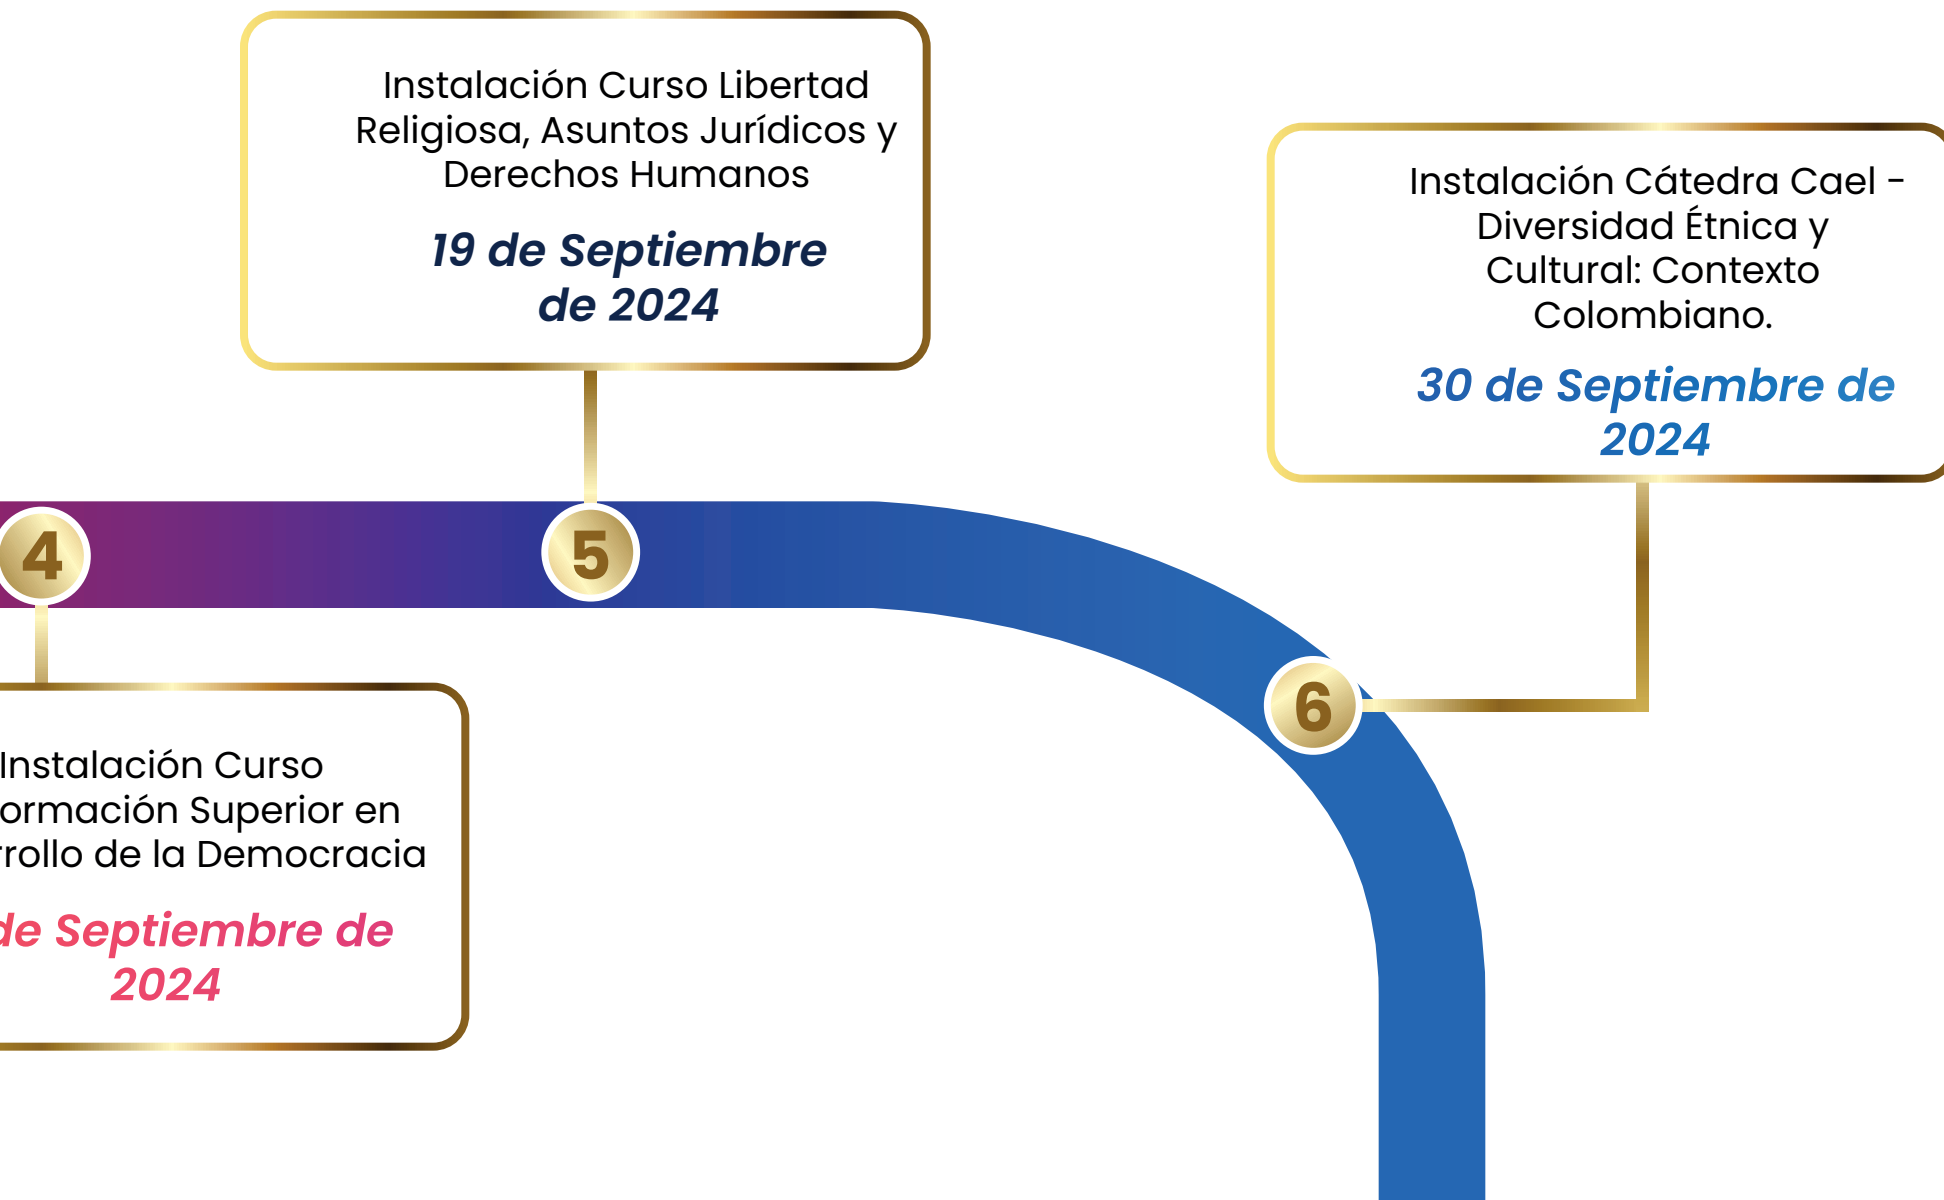 Instalación Curso Libertad
Religiosa, Asuntos Jurídicos y
Derechos Humanos
19 de Septiembre
de 2024
Instalación Cátedra Cael -
Diversidad Étnica y
Cultural: Contexto
Colombiano.
30 de Septiembre de
2024
4
5
6
Instalación Curso
ormación Superior en
rollo de la Democracia
de Septiembre de
2024